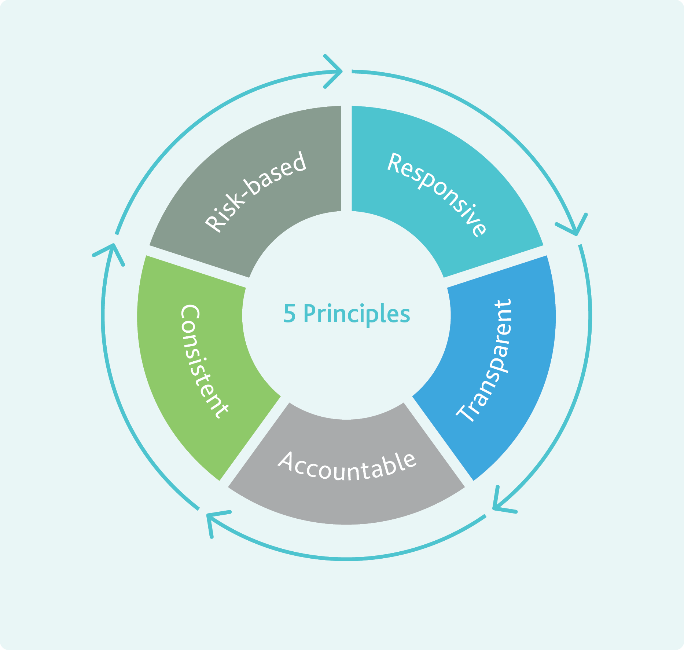 Responsive
Transparent
Accountable
Consistent
Risk-based
5 Principles